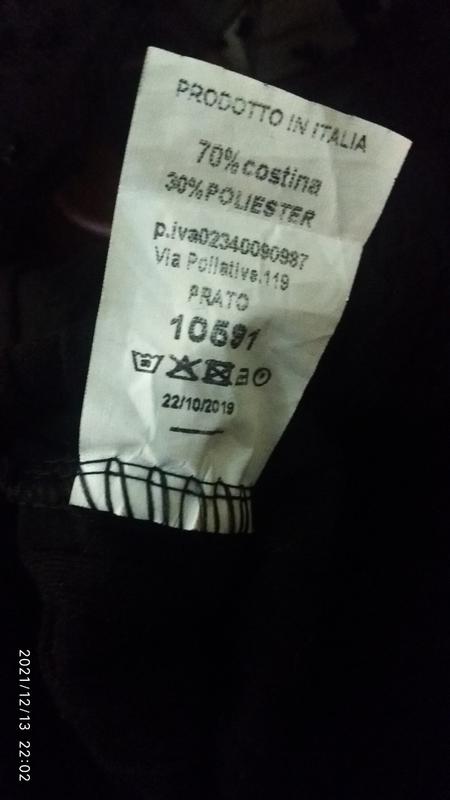 PRODOTTO IN ITALIA
70%costina
30%POLIESTER
p.iva02340090987
Via Pollative.119
PRATO
10691
22/10/2019
2021/12/13 22:02